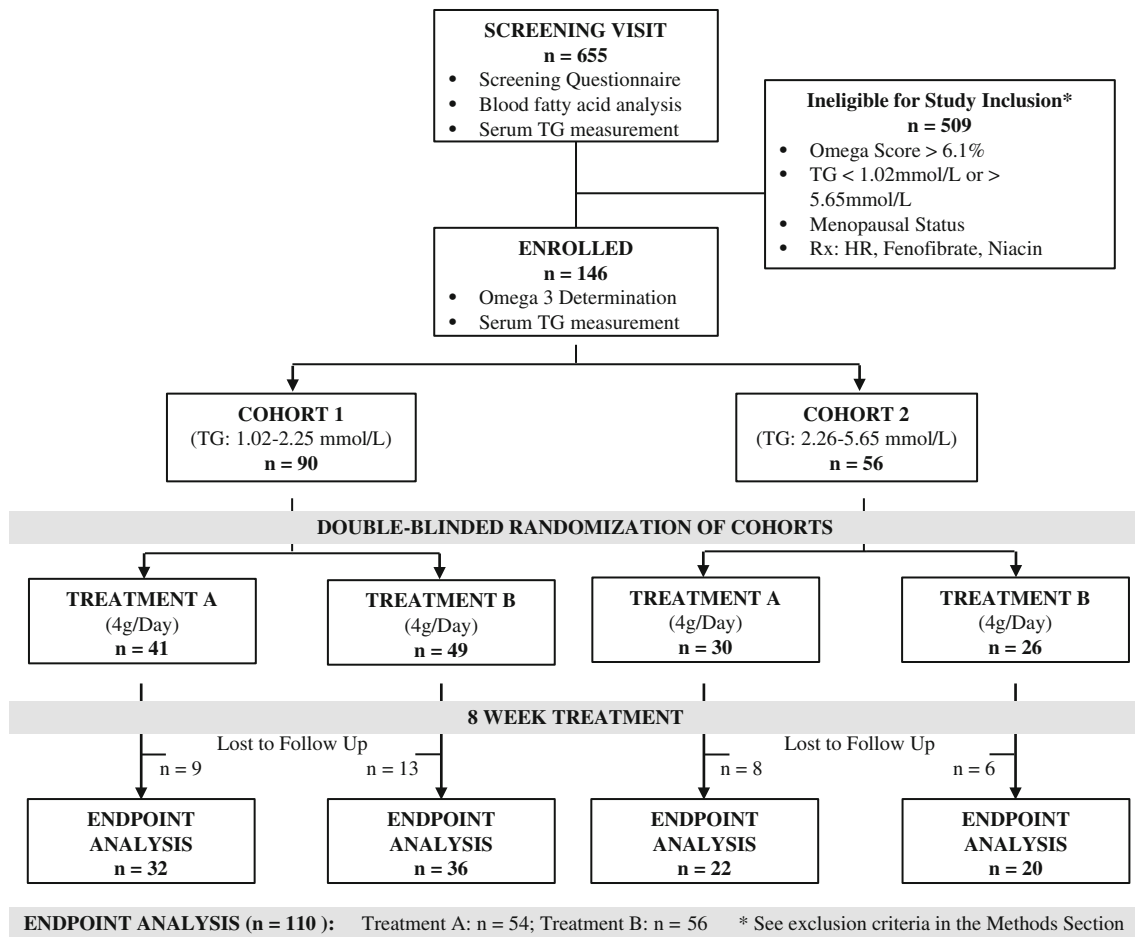 SCREENING VISIT
n = 655
• Screening Questionnaire
• Blood fatty acid analysis
• Serum TG measurement
Ineligible for Study Inclusion*
n = 509
• Omega Score > 6.1%
• TG < 1.02mmol/L or >
5.65mmol/L
• Menopausal Status
• Rx: HR, Fenofibrate, Niacin
ENROLLED
n = 146
• Omega 3 Determination
• Serum TG measurement
COHORT 1
(TG: 1.02-2.25 mmol/L)
n = 90
COHORT 2
(TG: 2.26-5.65 mmol/L)
n = 56
DOUBLE-BLINDED RANDOMIZATION OF COHORTS
TREATMENT A
(4g/Day)
n = 41
TREATMENT B
(4g/Day)
n = 49
TREATMENT A
(4g/Day)
n = 30
TREATMENT B
(4g/Day)
n = 26
8 WEEK TREATMENT
Lost to Follow Up
n = 9
n = 13
Lost to Follow Up
n = 8
n = 6
ENDPOINT
ANALYSIS
n = 32
ENDPOINT
ANALYSIS
n = 36
ENDPOINT
ANALYSIS
n = 22
ENDPOINT
ANALYSIS
n = 20
ENDPOINT ANALYSIS (n = 110 ): Treatment A: n = 54; Treatment B: n = 56 * See exclusion criteria in the Methods Section